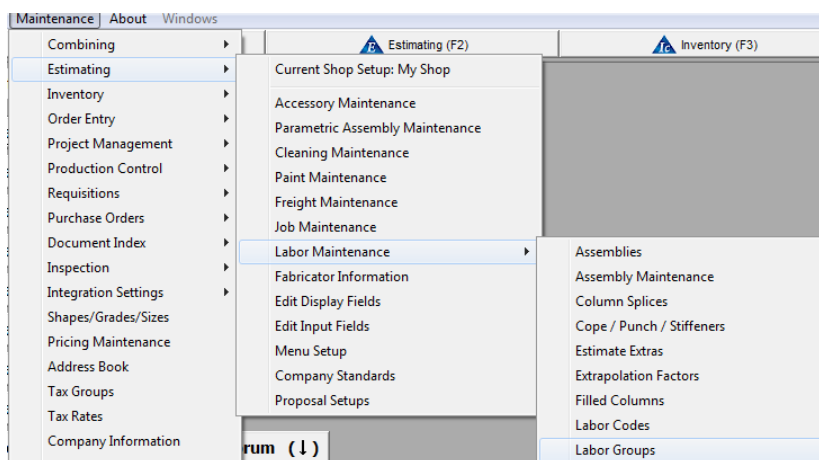 Maintenance About Windows
Estimating (F2)
Inventory (F3)
Combining
Estimating
Inventory
Order Entry
Project Management
Production Control
Requisitions
Purchase Orders
Document Index
Inspection
Integration Settings
Shapes/Grades/Sizes
Pricing Maintenance
Address Book
Tax Groups
Tax Rates
Company Information
Current Shop Setup: My Shop
Accessory Maintenance
Parametric Assembly Maintenance
Cleaning Maintenance
Paint Maintenance
Freight Maintenance
Job Maintenance
Labor Maintenance
Fabricator Information
Edit Display Fields
Edit Input Fields
Menu Setup
Company Standards
Proposal Setups
Assemblies
Assembly Maintenance
Column Splices
Cope / Punch / Stiffeners
Estimate Extras
Extrapolation Factors
Filled Columns
Labor Codes
Labor Groups
rum (↓)